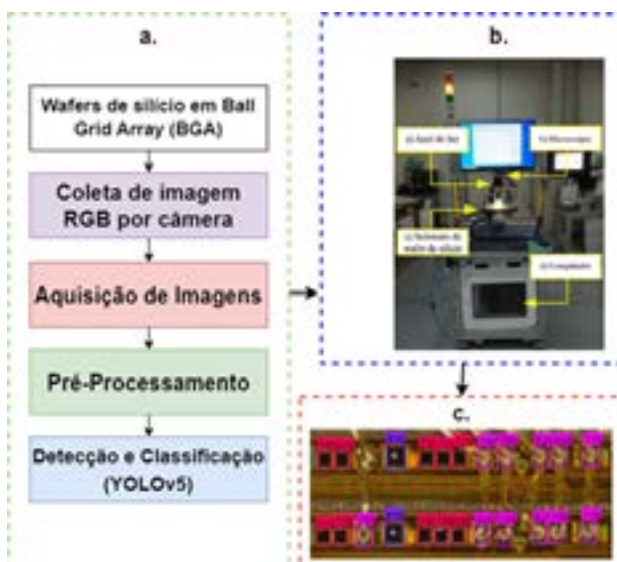 a.
Wafers de silício em Ball
Grid Array (BGA)
Coleta de imagem
RGB por câmera
Aquisição de Imagens
Pré-Processamento
Detecção e Classificação
(YOLOv5)
b.
c.